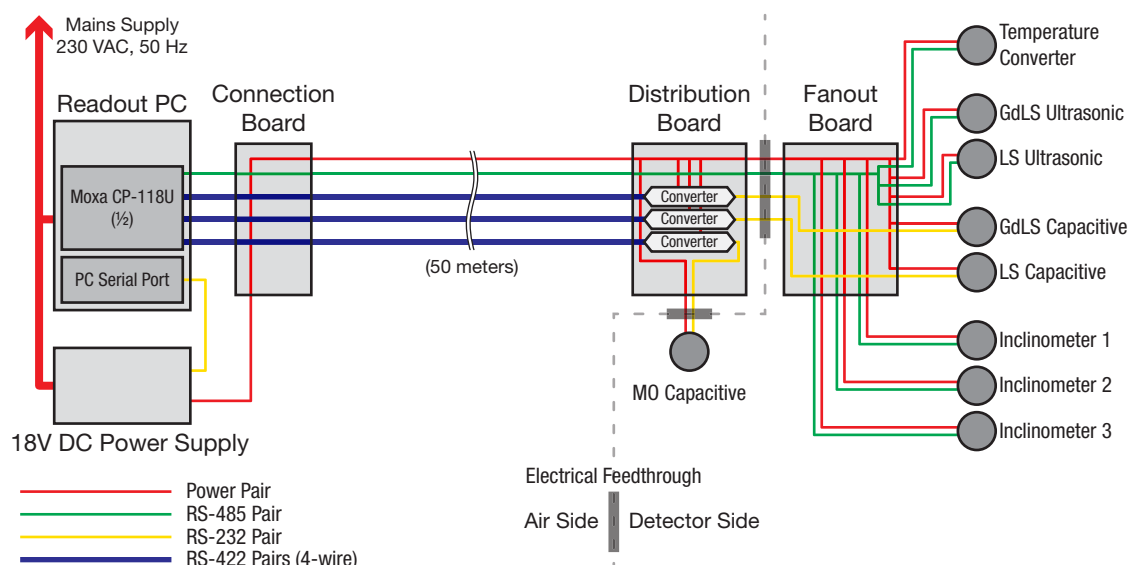 Mains Supply
230 VAC, 50 Hz
Readout PC
Connection
Board
Distribution
Board
Fanout
Board
Temperature
Converter
GdLS Ultrasonic
LS Ultrasonic
GdLS Capacitive
LS Capacitive
Inclinometer 1
Inclinometer 2
Inclinometer 3
Moxa CP-118U
(½)
PC Serial Port
Converter
Converter
Converter
(50 meters)
MO Capacitive
18V DC Power Supply
Power Pair
RS-485 Pair
RS-232 Pair
RS-422 Pairs (4-wire)
Electrical Feedthrough
Air Side
Detector Side